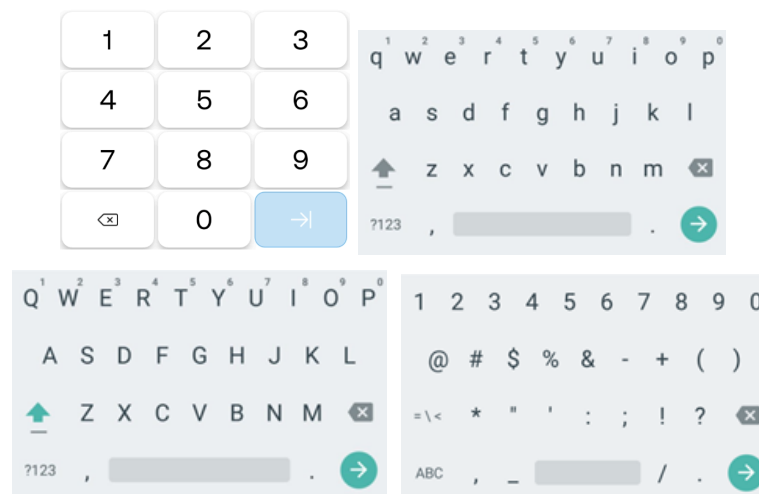 1 2 3
4 5 6
7 8 9
0
1 2 3 4 5 6 7 8 9 0
q w e r t y u i o p
a s d f g h j k l
z x c v b n m
?123 , .
1 2 3 4 5 6 7 8 9 0
Q W E R T Y U I O P
A S D F G H J K L
Z X C V B N M
?123 , .
1 2 3 4 5 6 7 8 9 0
@ # $ % & - + ( )
=\< * " ' : ; ! ?
ABC , _ / .